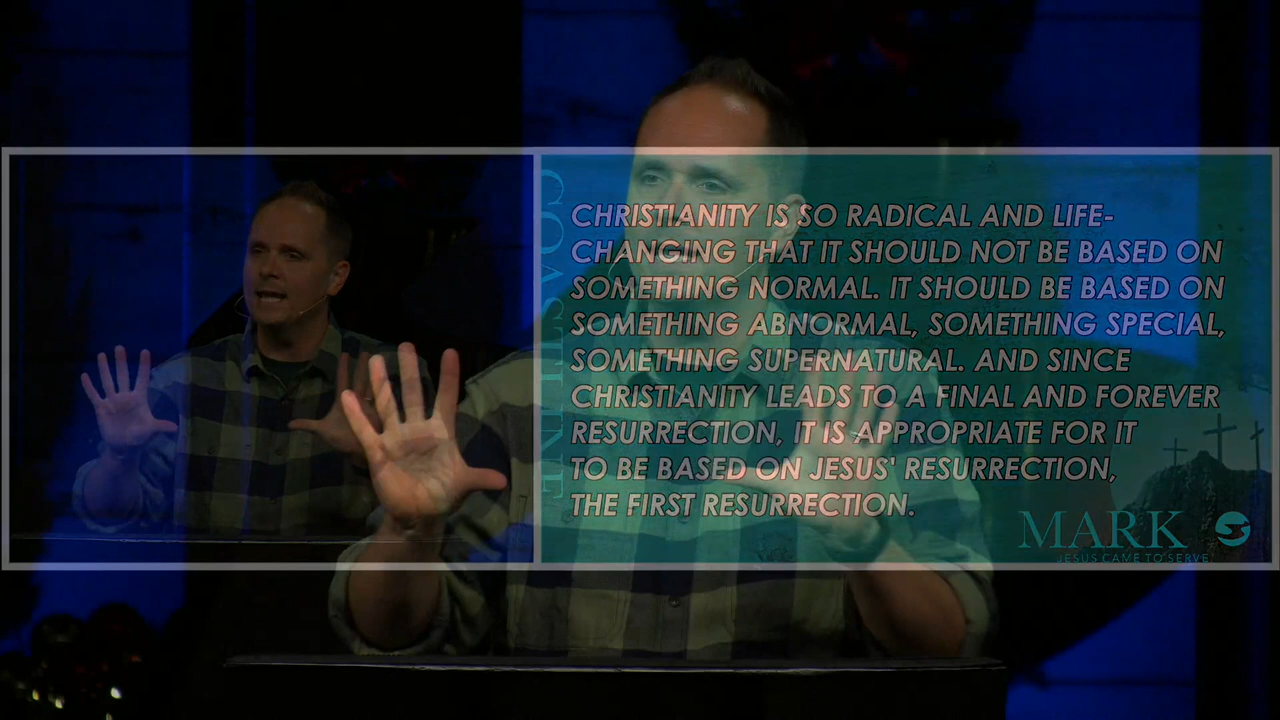 COASTLINE
CHRISTIANITY IS SO RADICAL AND LIFE-
CHANGING THAT IT SHOULD NOT BE BASED ON
SOMETHING NORMAL. IT SHOULD BE BASED ON
SOMETHING ABNORMAL, SOMETHING SPECIAL,
SOMETHING SUPERNATURAL. AND SINCE
CHRISTIANITY LEADS TO A FINAL AND FOREVER
RESURRECTION, IT IS APPROPRIATE FOR IT
TO BE BASED ON JESUS' RESURRECTION,
THE FIRST RESURRECTION.
MARK
JESUS CAME TO SERVE